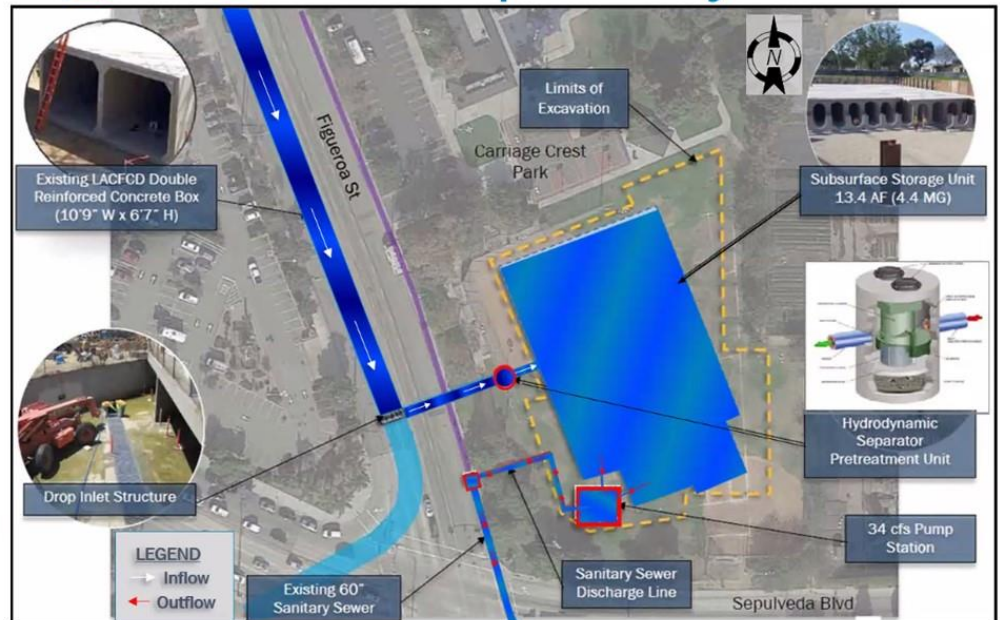 Limits of
Excavation
Figueroa St
Carriage Crest
Park
Existing LACFCD Double
Reinforced Concrete Box
(10'9" W x 6'7" H)
Subsurface Storage Unit
13.4 AF (4.4 MG)
Drop Inlet Structure
Hydrodynamic
Separator
Pretreatment Unit
34 cfs Pump
Station
LEGEND
Inflow
Outflow
Existing 60"
Sanitary Sewer
Sanitary Sewer
Discharge Line
Sepulveda Blvd